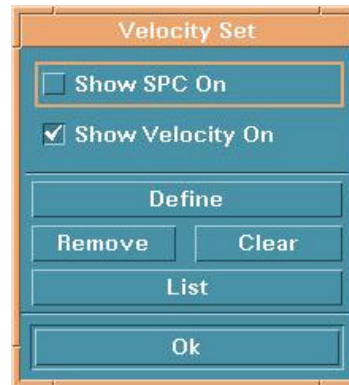 Velocity Set
Show SPC On
Show Velocity On
Define
Remove Clear
List
Ok